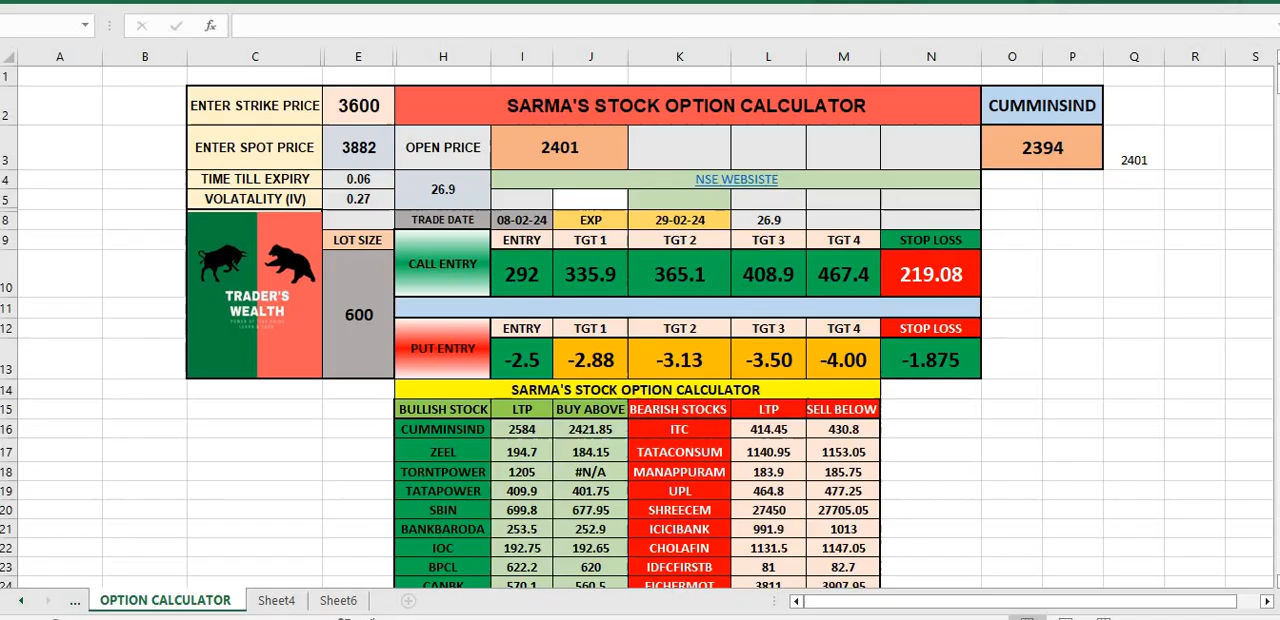 A B C E H I J K L M N O P Q R S
1
2 ENTER STRIKE PRICE 3600 SARMA'S STOCK OPTION CALCULATOR CUMMINSIND
3 ENTER SPOT PRICE 3882 OPEN PRICE 2401 2394 2401
4 TIME TILL EXPIRY 0.06 26.9 NSE WEBSISTE
5 VOLATALITY (IV) 0.27
8 TRADE DATE 08-02-24 EXP 29-02-24 26.9
9 LOT SIZE ENTRY TGT 1 TGT 2 TGT 3 TGT 4 STOP LOSS
10 CALL ENTRY 292 335.9 365.1 408.9 467.4 219.08
TRADER'S
WEALTH
11 600
12 ENTRY TGT 1 TGT 2 TGT 3 TGT 4 STOP LOSS
13 PUT ENTRY -2.5 -2.88 -3.13 -3.50 -4.00 -1.875
14 SARMA'S STOCK OPTION CALCULATOR
15 BULLISH STOCK LTP BUY ABOVE BEARISH STOCKS LTP SELL BELOW
16 CUMMINSIND 2584 2421.85 ITC 414.45 430.8
17 ZEEL 194.7 184.15 TATACONSUM 1140.95 1153.05
18 TORNTPOWER 1205 #N/A MANAPPURAM 183.9 185.75
19 TATAPOWER 409.9 401.75 UPL 464.8 477.25
20 SBIN 699.8 677.95 SHREECEM 27450 27705.05
21 BANKBARODA 253.5 252.9 ICICIBANK 991.9 1013
22 IOC 192.75 192.65 CHOLAFIN 1131.5 1147.05
23 BPCL 622.2 620 IDFCFIRSTB 81 82.7
24 CANBK 570.1 560.5 EICHERMOT 3811 3907.95
... OPTION CALCULATOR Sheet4 Sheet6